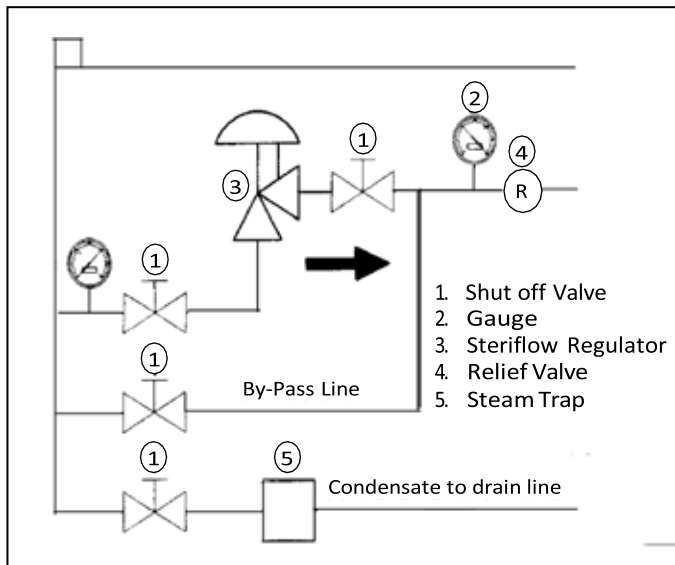 2
1
4
3
R
1
1. Shut off Valve
2. Gauge
3. Steriflow Regulator
4. Relief Valve
5. Steam Trap
1
By-Pass Line
1
5
Condensate to drain line